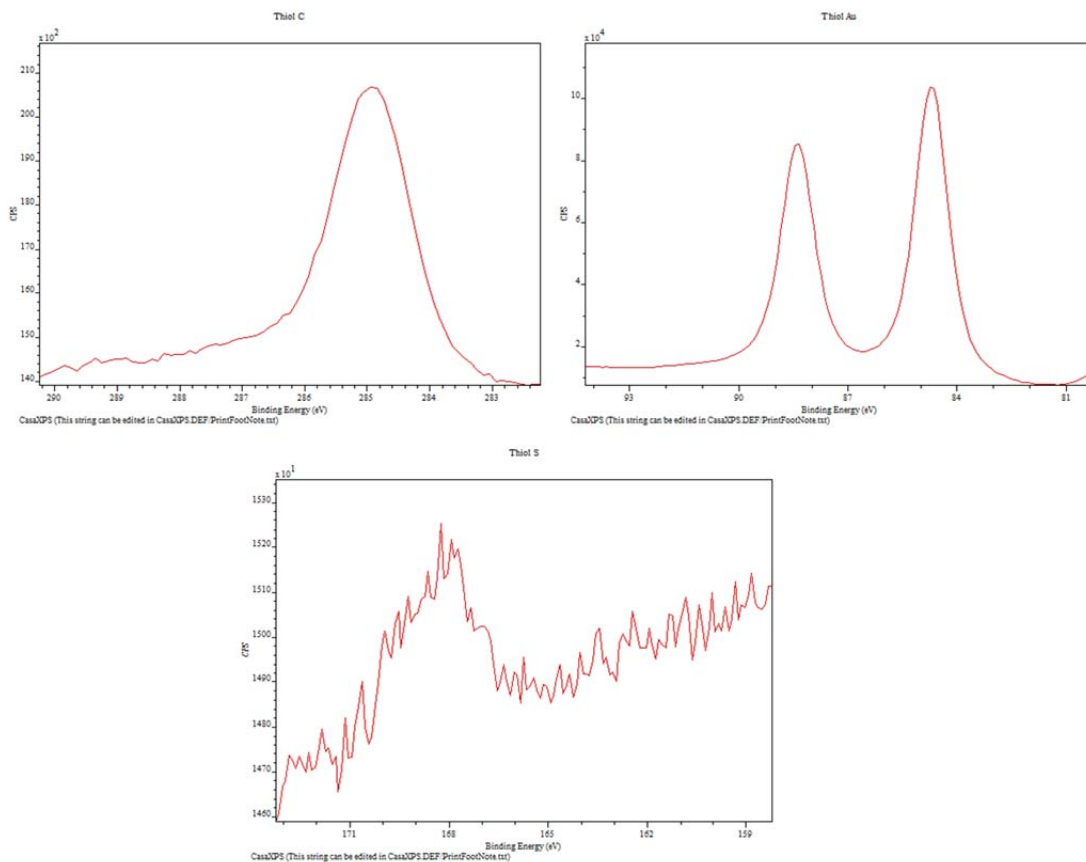 Thiol C
x 10^2
210
200
190
180
170
160
150
140
CPS
290 289 288 287 286 285 284 283
Binding Energy (eV)
CasaXPS (This string can be edited in CasaXPS.DEF/PrintFootNote.txt)
Thiol Au
x 10^4
10
8
6
4
2
CPS
93 90 87 84 81
Binding Energy (eV)
CasaXPS (This string can be edited in CasaXPS.DEF/PrintFootNote.txt)
Thiol S
x 10^1
1530
1520
1510
1500
1490
1480
1470
1460
CPS
171 168 165 162 159
Binding Energy (eV)
CasaXPS (This string can be edited in CasaXPS.DEF/PrintFootNote.txt)